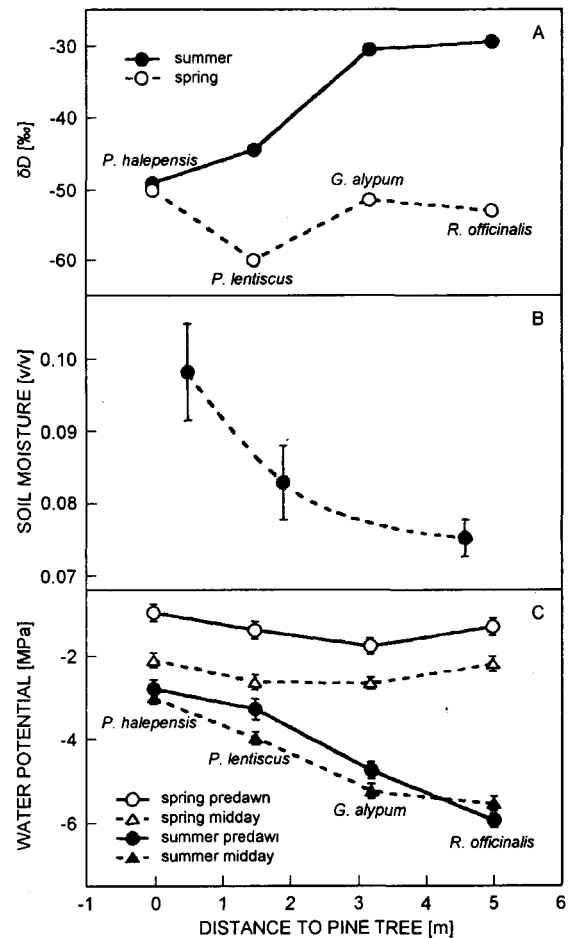 A
-30
summer
spring
-40
δD [‰]
P. halepensis
G. alypum
-50
R. officinalis
-60
P. lentiscus
B
0.10
SOIL MOISTURE [v/v]
0.09
0.08
0.07
C
WATER POTENTIAL [MPa]
-2
P. halepensis
P. lentiscus
-4
G. alypum
spring predawn
spring midday
summer predawı
summer midday
R. officinalis
-6
-1 0 1 2 3 4 5 6
DISTANCE TO PINE TREE [m]